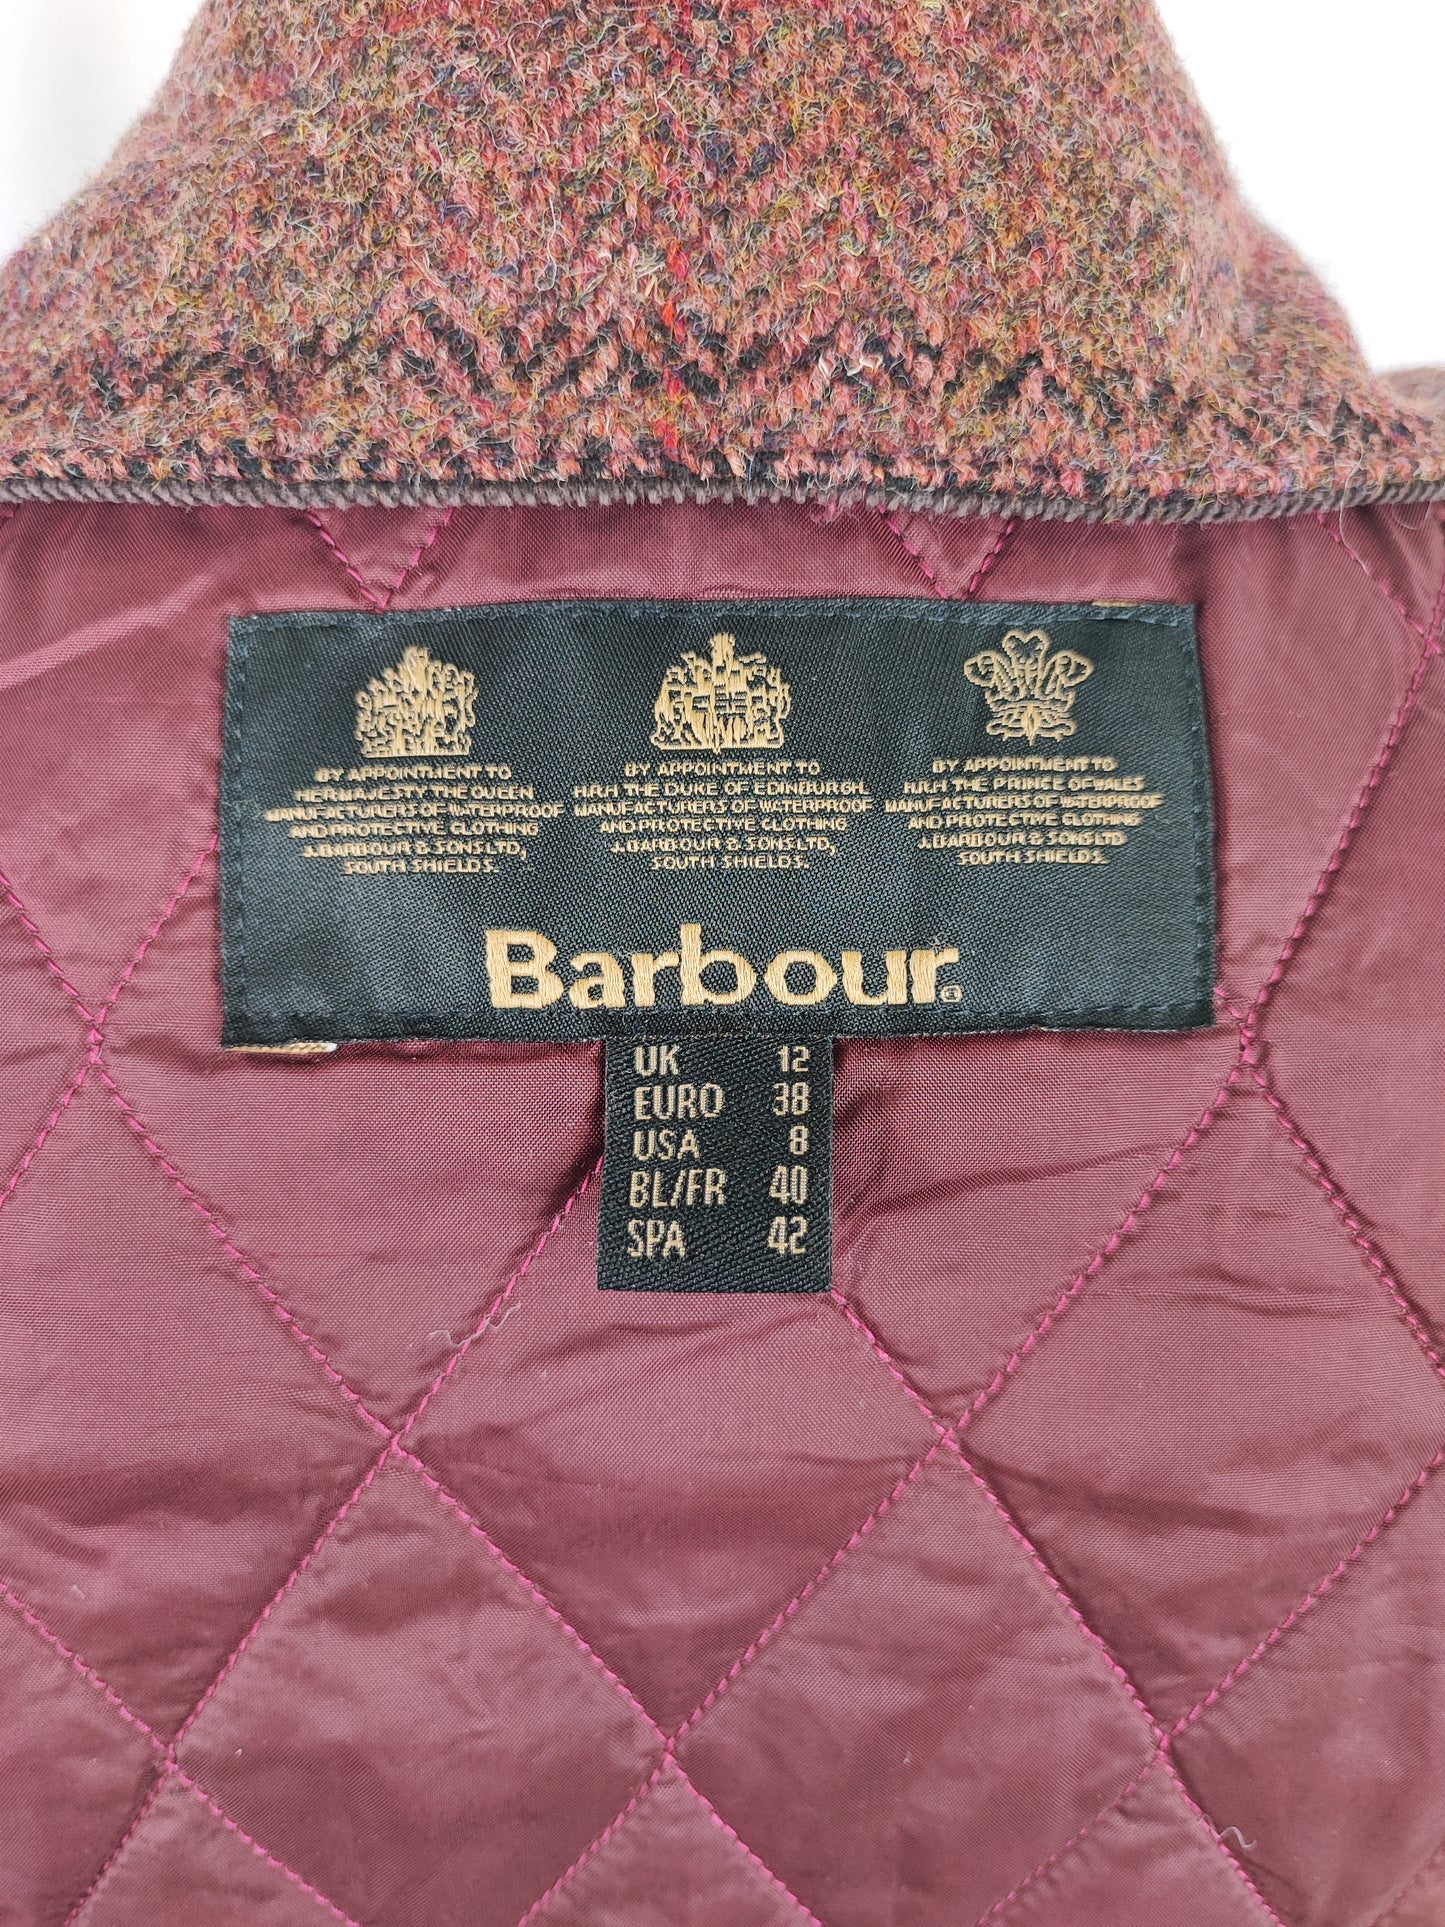 BY APPOINTMENT TO
HER MAJESTY THE QUEEN
MANUFACTURERS OF WATERPROOF
AND PROTECTIVE CLOTHING
J.BARBOUR & SONS LTD,
SOUTH SHIELDS.
BY APPOINTMENT TO
H.R.H THE DUKE OF EDINBURGH.
MANUFACTURERS OF WATERPROOF
AND PROTECTIVE CLOTHING
J.BARBOUR & SONS LTD,
SOUTH SHIELDS.
BY APPOINTMENT TO
H.R.H THE PRINCE OF WALES
MANUFACTURERS OF WATERPROOF
AND PROTECTIVE CLOTHING
J.BARBOUR & SONS LTD
SOUTH SHIELDS.
Barbour®
UK 12
EURO 38
USA 8
BL/FR 40
SPA 42